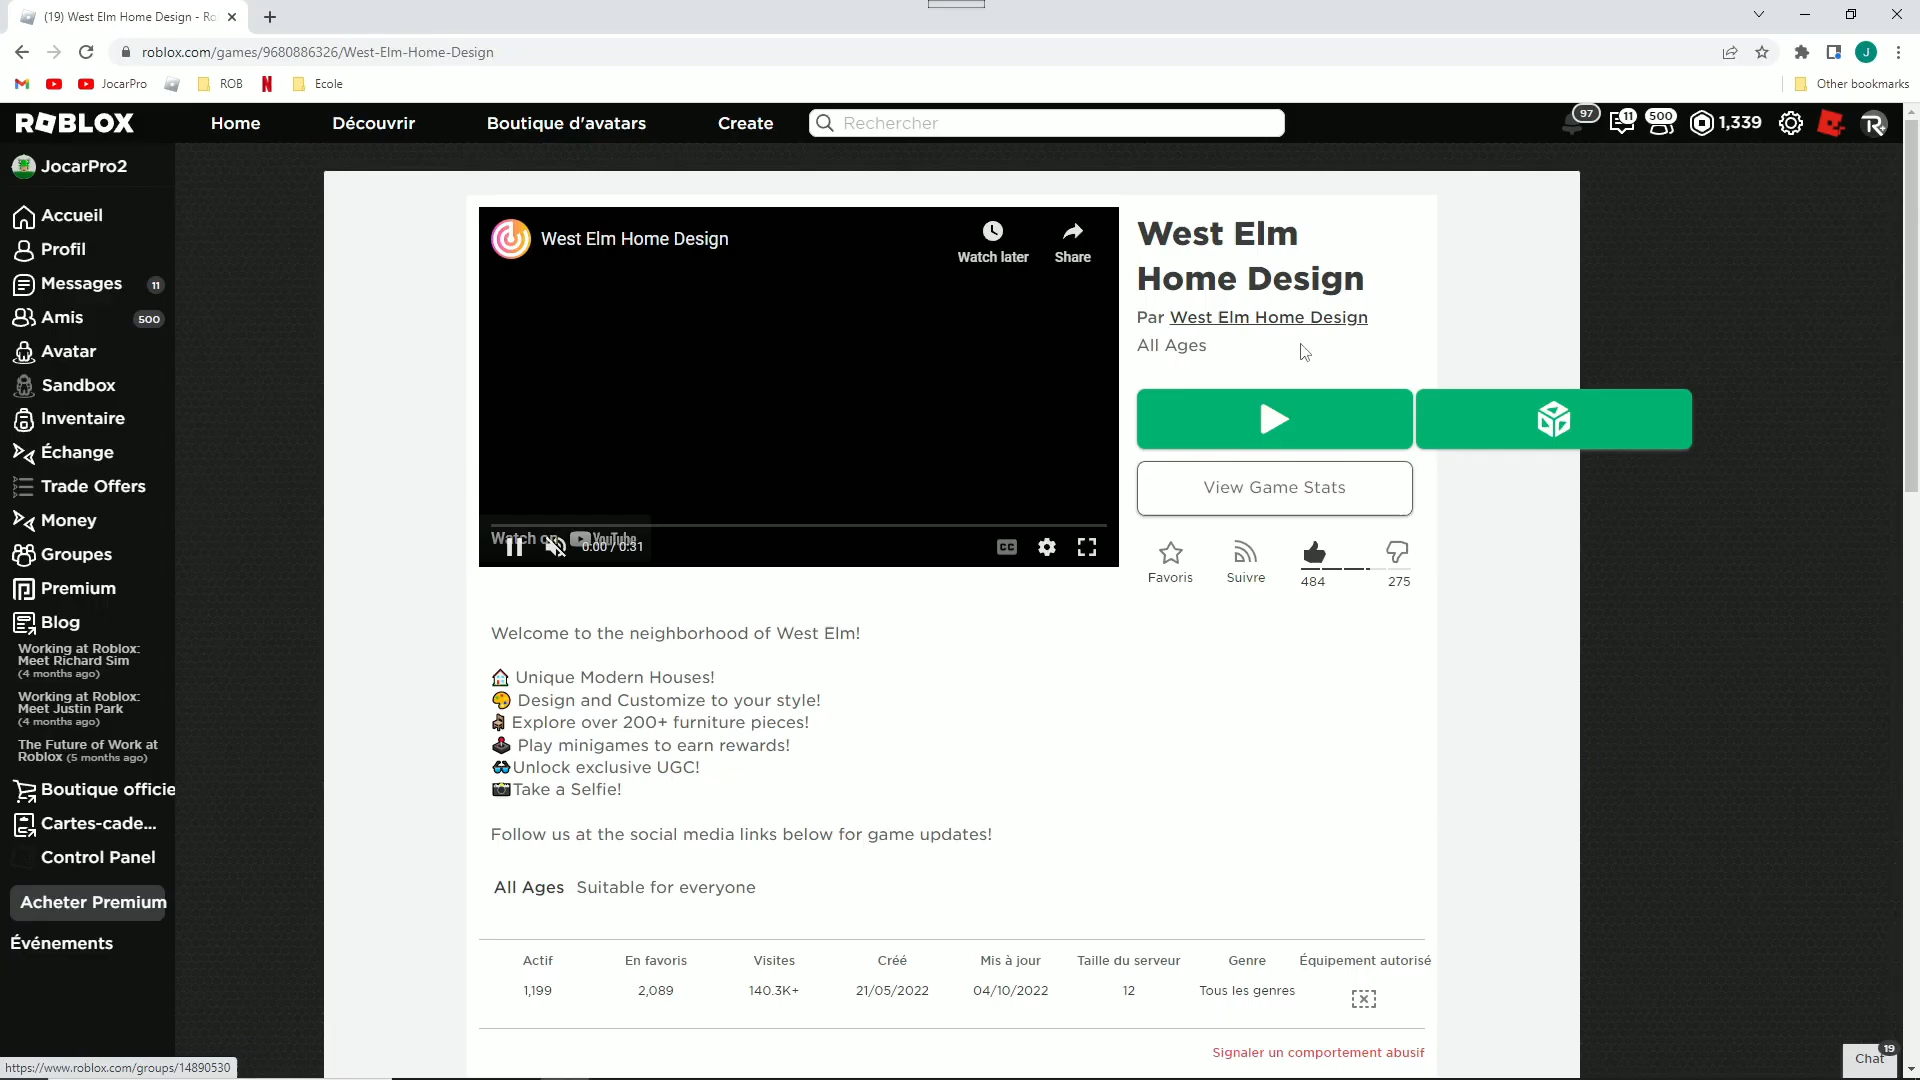 (19) West Elm Home Design - Ro
roblox.com/games/9680886326/West-Elm-Home-Design
J
JocarPro
ROB
Ecole
Other bookmarks
ROBLOX
Home
Découvrir
Boutique d'avatars
Create
Rechercher
97
11
500
1,339
JocarPro2
Accueil
Profil
Messages 11
Amis 500
Avatar
Sandbox
Inventaire
Échange
Trade Offers
Money
Groupes
Premium
Blog
Working at Roblox:
Meet Richard Sim
(4 months ago)
Working at Roblox:
Meet Justin Park
(4 months ago)
The Future of Work at
Roblox (5 months ago)
Boutique officie
Cartes-cade...
Control Panel
Acheter Premium
Événements
West Elm Home Design
Watch later
Share
Watch on YouTube
0:00 / 0:31
CC
West Elm
Home Design
Par West Elm Home Design
All Ages
View Game Stats
Favoris
Suivre
484
275
Welcome to the neighborhood of West Elm!
🏠 Unique Modern Houses!
🎨 Design and Customize to your style!
🪑 Explore over 200+ furniture pieces!
🕹️ Play minigames to earn rewards!
🕶️Unlock exclusive UGC!
📸Take a Selfie!
Follow us at the social media links below for game updates!
All Ages Suitable for everyone
Actif En favoris Visites Créé Mis à jour Taille du serveur Genre Équipement autorisé
1,199 2,089 140.3K+ 21/05/2022 04/10/2022 12 Tous les genres
Signaler un comportement abusif
Chat 19
https://www.roblox.com/groups/14890530